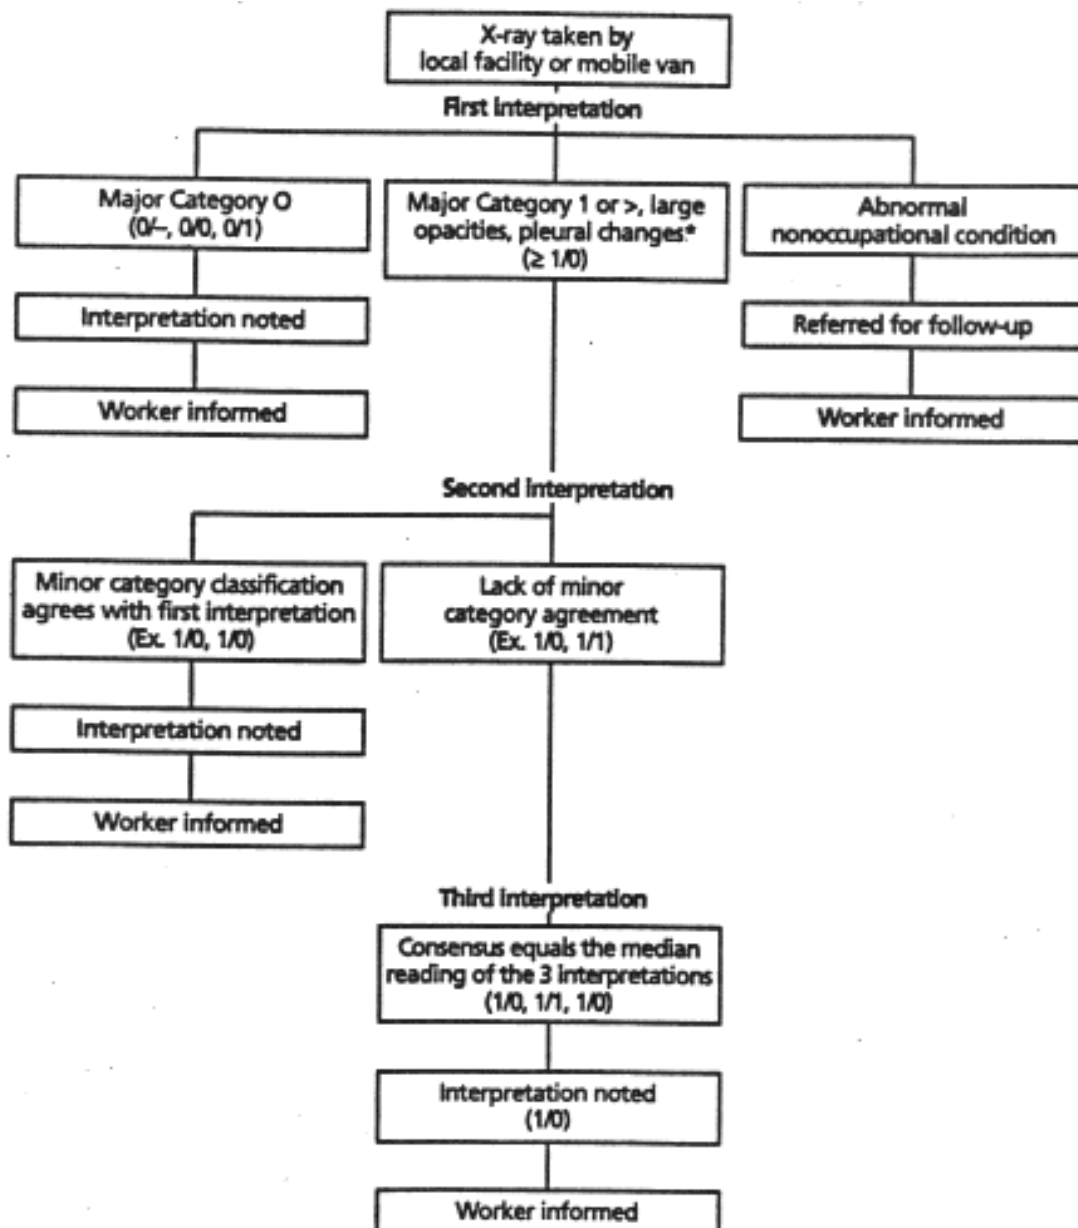 X-ray taken by
local facility or mobile van
First interpretation
Major Category O
(0/–, 0/0, 0/1)
Major Category 1 or >, large
opacities, pleural changes*
(≥ 1/0)
Abnormal
nonoccupational condition
Interpretation noted
Referred for follow-up
Worker informed
Worker informed
Second interpretation
Minor category classification
agrees with first interpretation
(Ex. 1/0, 1/0)
Lack of minor
category agreement
(Ex. 1/0, 1/1)
Interpretation noted
Worker informed
Third interpretation
Consensus equals the median
reading of the 3 interpretations
(1/0, 1/1, 1/0)
Interpretation noted
(1/0)
Worker informed